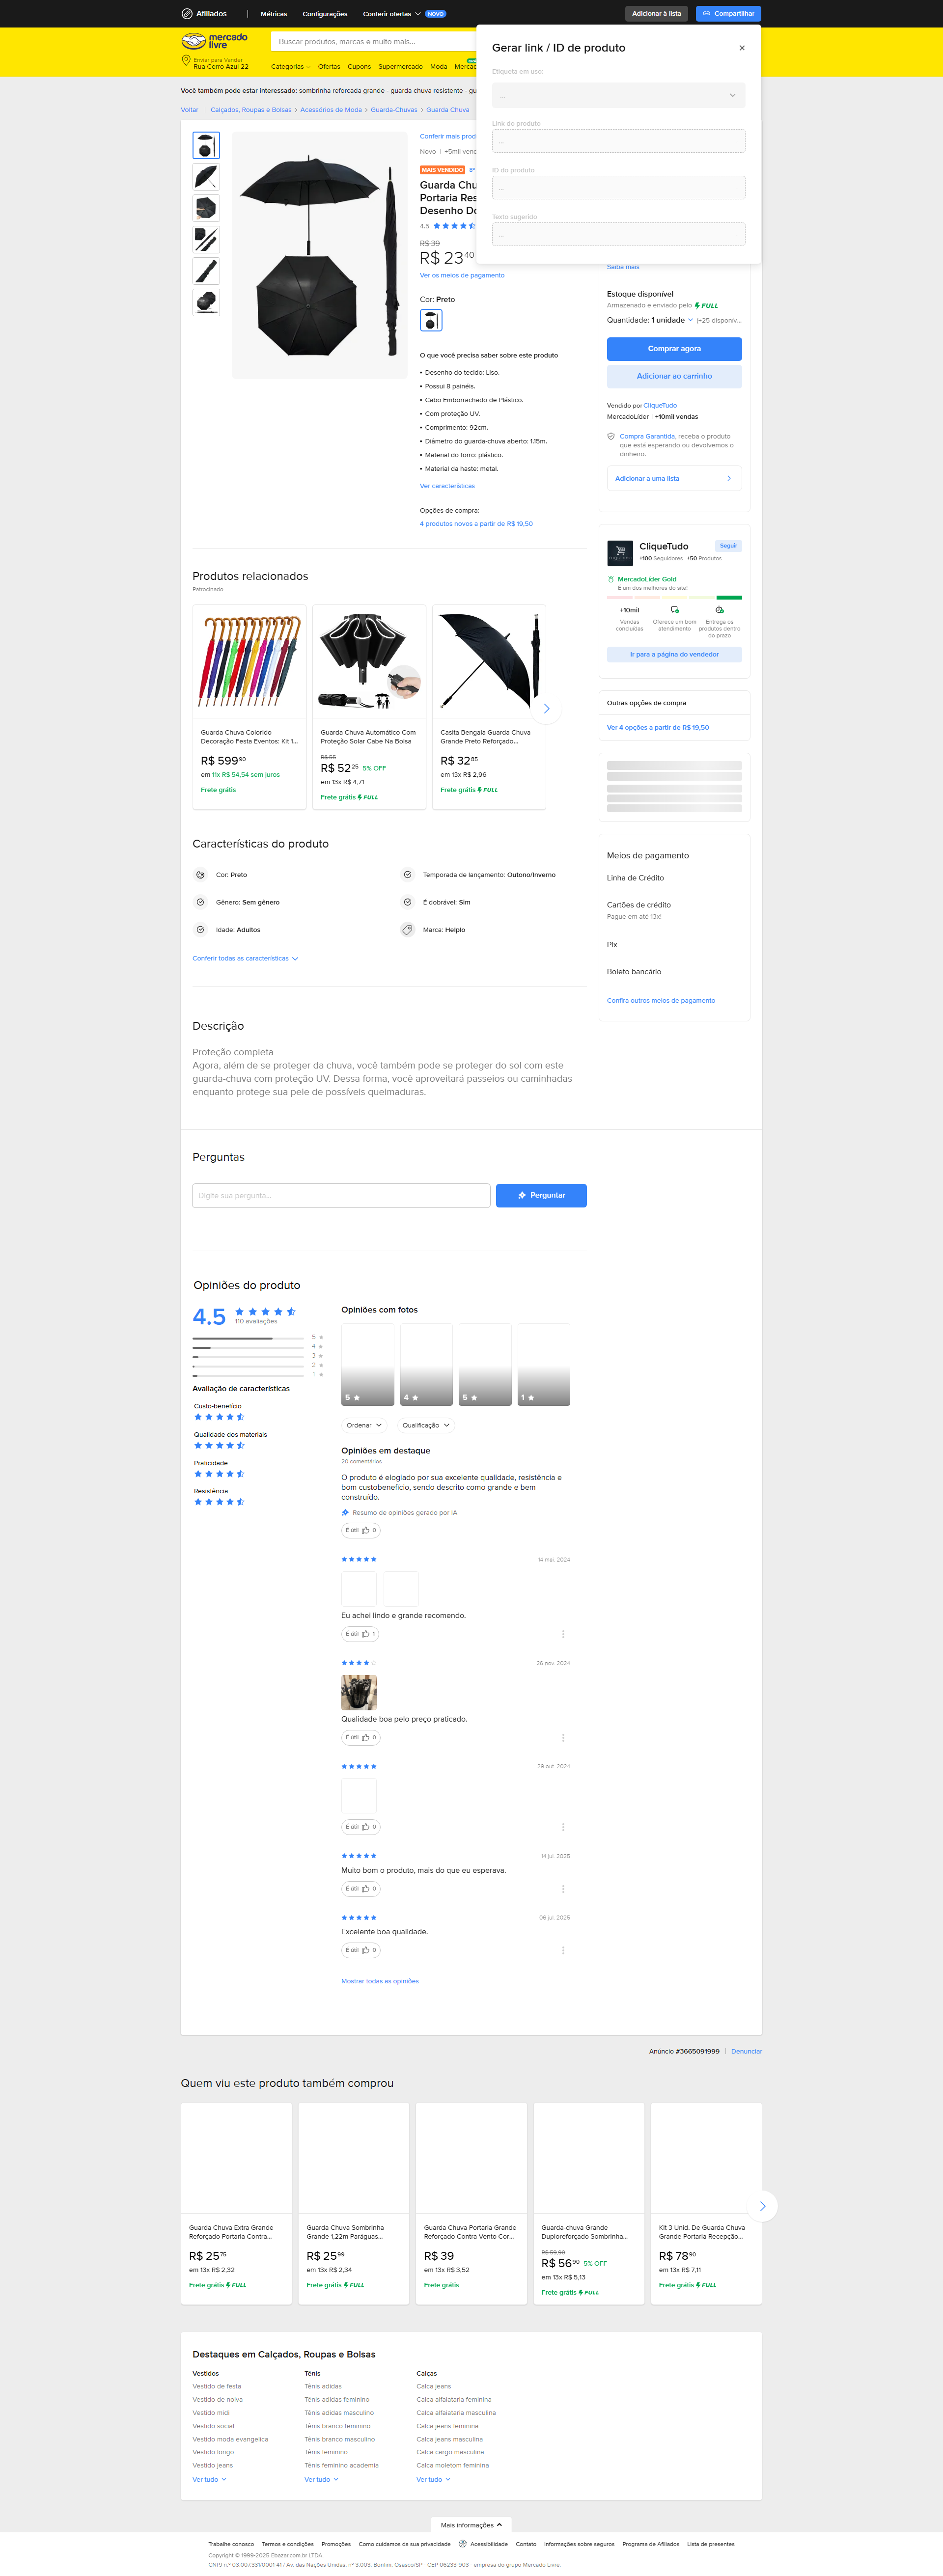 Afiliados
Métricas
Configurações
Conferir ofertas
NOVO
Adicionar à lista
Compartilhar
mercado
livre
Buscar produtos, marcas e muito mais...
Enviar para Vander
Rua Cerro Azul 22
Categorias
Ofertas
Cupons
Supermercado
Moda
Gerar link / ID de produto
Etiqueta em uso:
...
Link do produto
...
ID do produto
...
Texto sugerido
...
Você também pode estar interessado: sombrinha reforcada grande - guarda chuva resistente -
Voltar
Calçados, Roupas e Bolsas
Acessórios de Moda
Guarda-Chuvas
Guarda Chuva
Conferir mais
Novo | +5mil
MAIS VENDIDO 8º
Guarda
Portaria
Desenho
4.5
R$ 39
R$ 23 40
Ver os meios de pagamento
Cor: Preto
O que você precisa saber sobre este produto
• Desenho do tecido: Liso.
• Possui 8 painéis.
• Cabo Emborrachado de Plástico.
• Com proteção UV.
• Comprimento: 92cm.
• Diâmetro do guarda-chuva aberto: 1.15m.
• Material do forro: plástico.
• Material da haste: metal.
Ver características
Opções de compra:
4 produtos novos a partir de R$ 19,50
Saiba mais
Estoque disponível
Armazenado e enviado pelo FULL
Quantidade: 1 unidade (+25 disponív...
Comprar agora
Adicionar ao carrinho
Vendido por CliqueTudo
MercadoLíder | +10mil vendas
Compra Garantida, receba o produto
que está esperando ou devolvemos o
dinheiro.
Adicionar a uma lista
CliqueTudo
Seguir
+100 Seguidores +50 Produtos
MercadoLíder Gold
É um dos melhores do site!
+10mil
Vendas
concluídas
Oferece um bom
atendimento
Entrega os
produtos dentro
do prazo
Ir para a página do vendedor
Outras opções de compra
Ver 4 opções a partir de R$ 19,50
Meios de pagamento
Linha de Crédito
Cartões de crédito
Pague em até 13x!
Pix
Boleto bancário
Confira outros meios de pagamento
Produtos relacionados
Patrocinado
Guarda Chuva Colorido
Decoração Festa Eventos: Kit 1...
R$ 599 90
em 11x R$ 54,54 sem juros
Frete grátis
Guarda Chuva Automático Com
Proteção Solar Cabe Na Bolsa
R$ 55
R$ 52 25 5% OFF
em 13x R$ 4,71
Frete grátis FULL
Casita Bengala Guarda Chuva
Grande Preto Reforçado...
R$ 32 85
em 13x R$ 2,96
Frete grátis FULL
Características do produto
Cor: Preto
Temporada de lançamento: Outono/Inverno
Gênero: Sem gênero
É dobrável: Sim
Idade: Adultos
Marca: Helplo
Conferir todas as características
Descrição
Proteção completa
Agora, além de se proteger da chuva, você também pode se proteger do sol com este
guarda-chuva com proteção UV. Dessa forma, você aproveitará passeios ou caminhadas
enquanto protege sua pele de possíveis queimaduras.
Perguntas
Digite sua pergunta...
Perguntar
Opiniões do produto
4.5
110 avaliações
5
4
3
2
1
Avaliação de características
Custo-benefício
Qualidade dos materiais
Praticidade
Resistência
Opiniões com fotos
5
4
5
1
Ordenar
Qualificação
Opiniões em destaque
20 comentários
O produto é elogiado por sua excelente qualidade, resistência e
bom custobenefício, sendo descrito como grande e bem
construído.
Resumo de opiniões gerado por IA
É útil 0
14 mai. 2024
Eu achei lindo e grande recomendo.
É útil 1
26 nov. 2024
Qualidade boa pelo preço praticado.
É útil 0
29 out. 2024
É útil 0
14 jul. 2025
Muito bom o produto, mais do que eu esperava.
É útil 0
06 jul. 2025
Excelente boa qualidade.
É útil 0
Mostrar todas as opiniões
Anúncio #3665091999 | Denunciar
Quem viu este produto também comprou
Guarda Chuva Extra Grande
Reforçado Portaria Contra...
R$ 25 75
em 13x R$ 2,32
Frete grátis FULL
Guarda Chuva Sombrinha
Grande 1,22m Paráguas...
R$ 25 99
em 13x R$ 2,34
Frete grátis FULL
Guarda Chuva Portaria Grande
Reforçado Contra Vento Cor...
R$ 39
em 13x R$ 3,52
Frete grátis
Guarda-chuva Grande
Duploreforçado Sombrinha...
R$ 59,90
R$ 56 90 5% OFF
em 13x R$ 5,13
Frete grátis FULL
Kit 3 Unid. De Guarda Chuva
Grande Portaria Recepção...
R$ 78 90
em 13x R$ 7,11
Frete grátis FULL
Destaques em Calçados, Roupas e Bolsas
Vestidos
Vestido de festa
Vestido de noiva
Vestido midi
Vestido social
Vestido moda evangelica
Vestido longo
Vestido jeans
Ver tudo
Tênis
Tênis adidas
Tênis adidas feminino
Tênis adidas masculino
Tênis branco feminino
Tênis branco masculino
Tênis feminino
Tênis feminino academia
Ver tudo
Calças
Calca jeans
Calca alfaiataria feminina
Calca alfaiataria masculina
Calca jeans feminina
Calca jeans masculina
Calca cargo masculina
Calca moletom feminina
Ver tudo
Mais informações
Trabalhe conosco
Termos e condições
Promoções
Como cuidamos da sua privacidade
Acessibilidade
Contato
Informações sobre seguros
Programa de Afiliados
Lista de presentes
Copyright © 1999-2025 Ebazar.com.br LTDA.
CNPJ n.º 03.007.331/0001-41 / Av. das Nações Unidas, nº 3.003, Bonfim, Osasco/SP - CEP 06233-903 - empresa do grupo Mercado Livre.